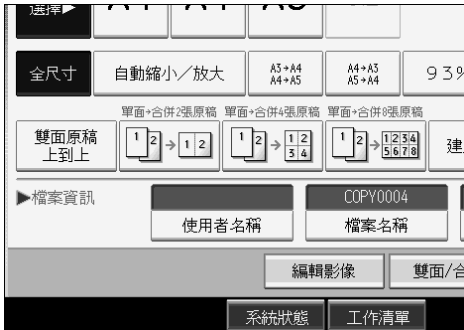 選擇▶
全尺寸 自動縮小／放大 A3→A4 A4→A3 93%
A4→A5 A5→A4
單面→合併2張原稿 單面→合併4張原稿 單面→合併8張原稿
雙面原稿 1 2 → 1 2 1 2 → 1 2 3 4 1 2 → 1 2 3 4 5 6 7 8
上到上
▶檔案資訊 COPY0004
使用者名稱 檔案名稱
編輯影像 雙面/合
系統狀態 工作清單